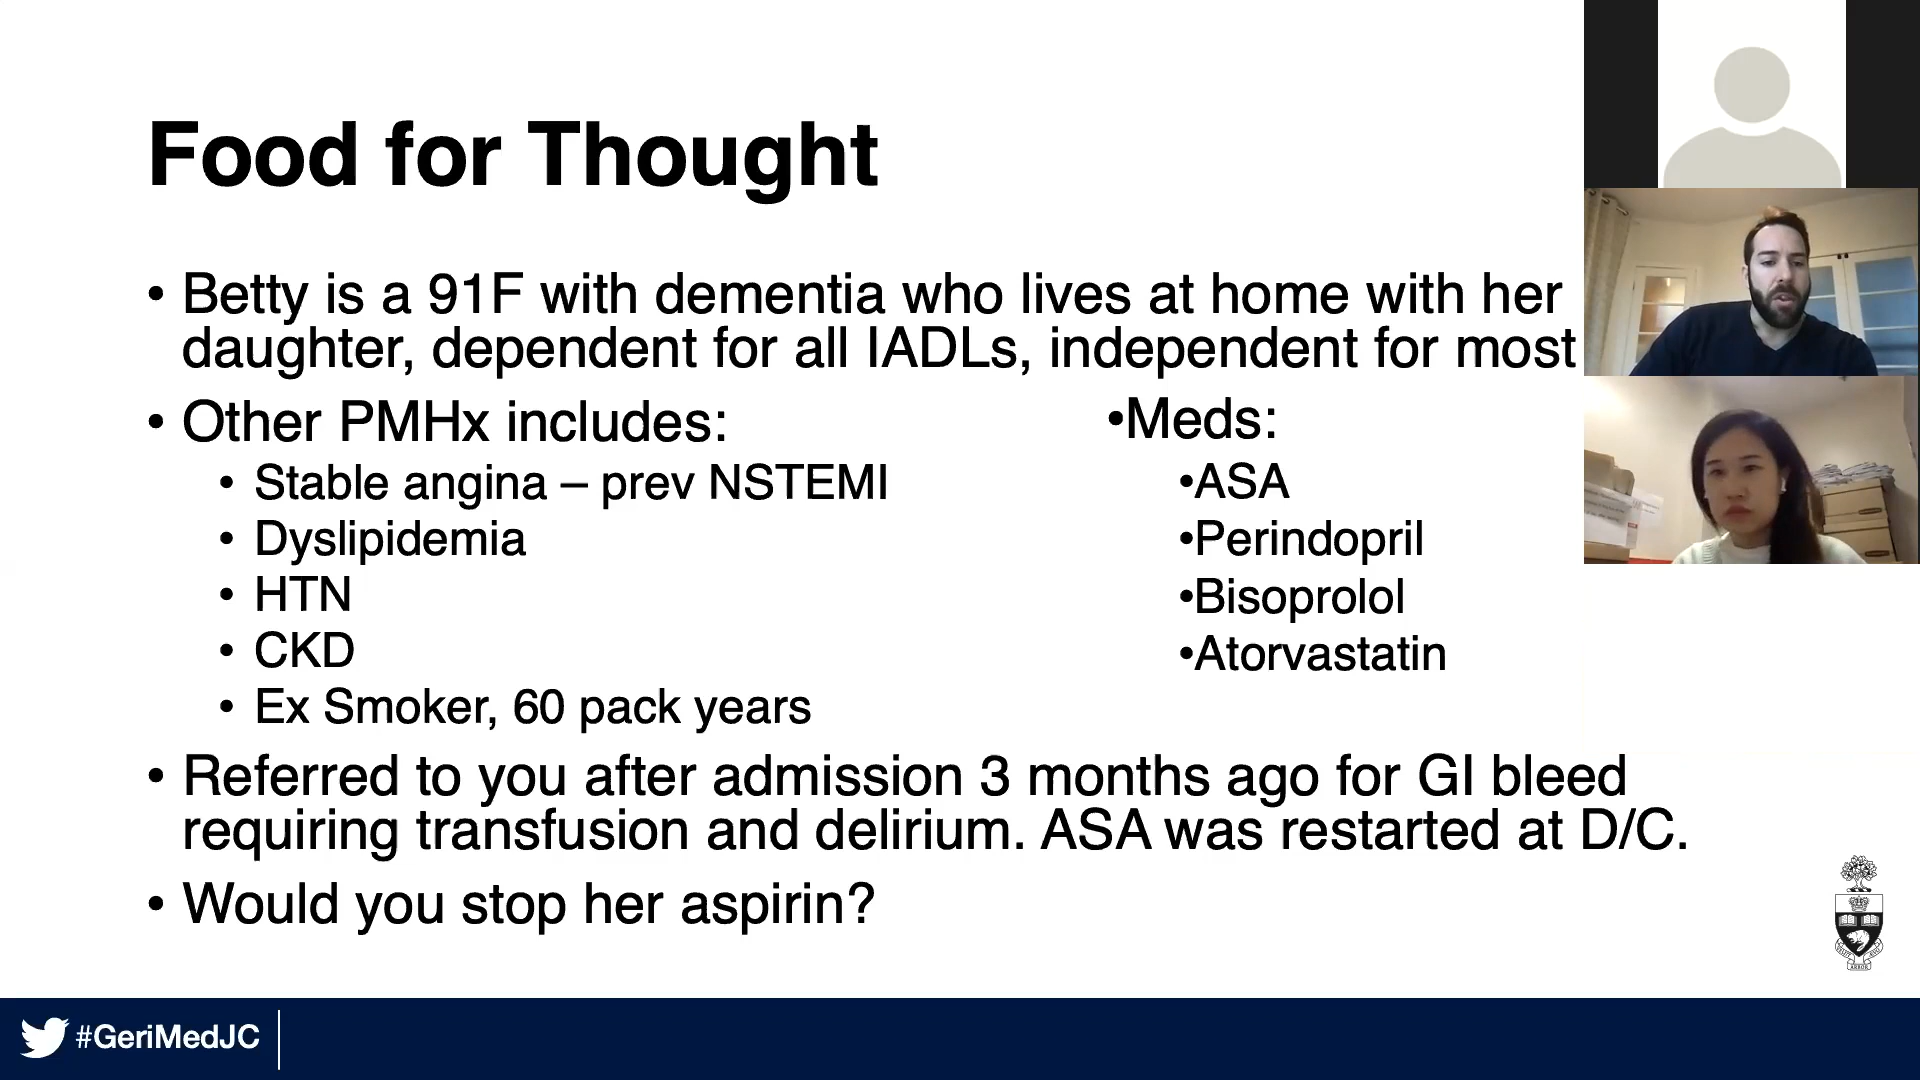 Food for Thought
• Betty is a 91F with dementia who lives at home with her
daughter, dependent for all IADLs, independent for most
• Other PMHx includes:
• Stable angina – prev NSTEMI
• Dyslipidemia
• HTN
• CKD
• Ex Smoker, 60 pack years
•Meds:
•ASA
•Perindopril
•Bisoprolol
•Atorvastatin
• Referred to you after admission 3 months ago for GI bleed
requiring transfusion and delirium. ASA was restarted at D/C.
• Would you stop her aspirin?
#GeriMedJC